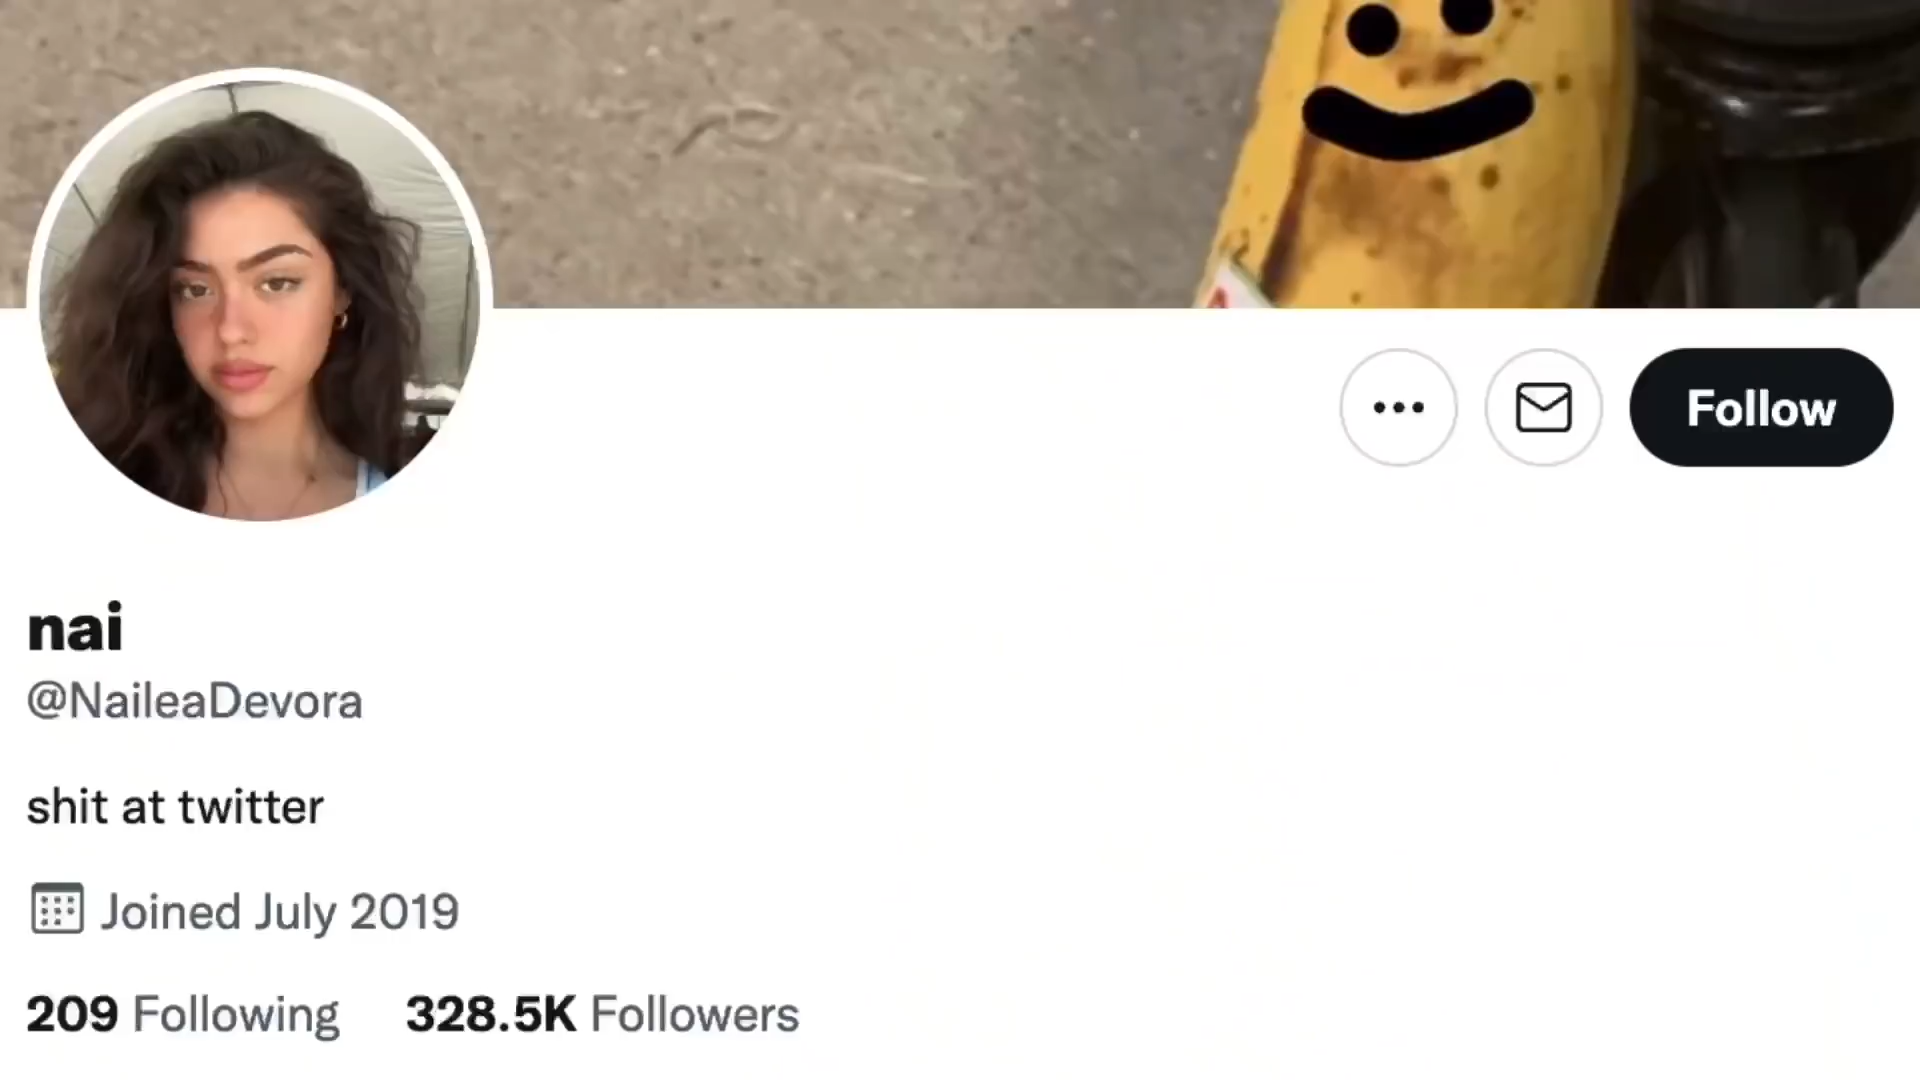 Follow
nai
@NaileaDevora
shit at twitter
Joined July 2019
209 Following 328.5K Followers